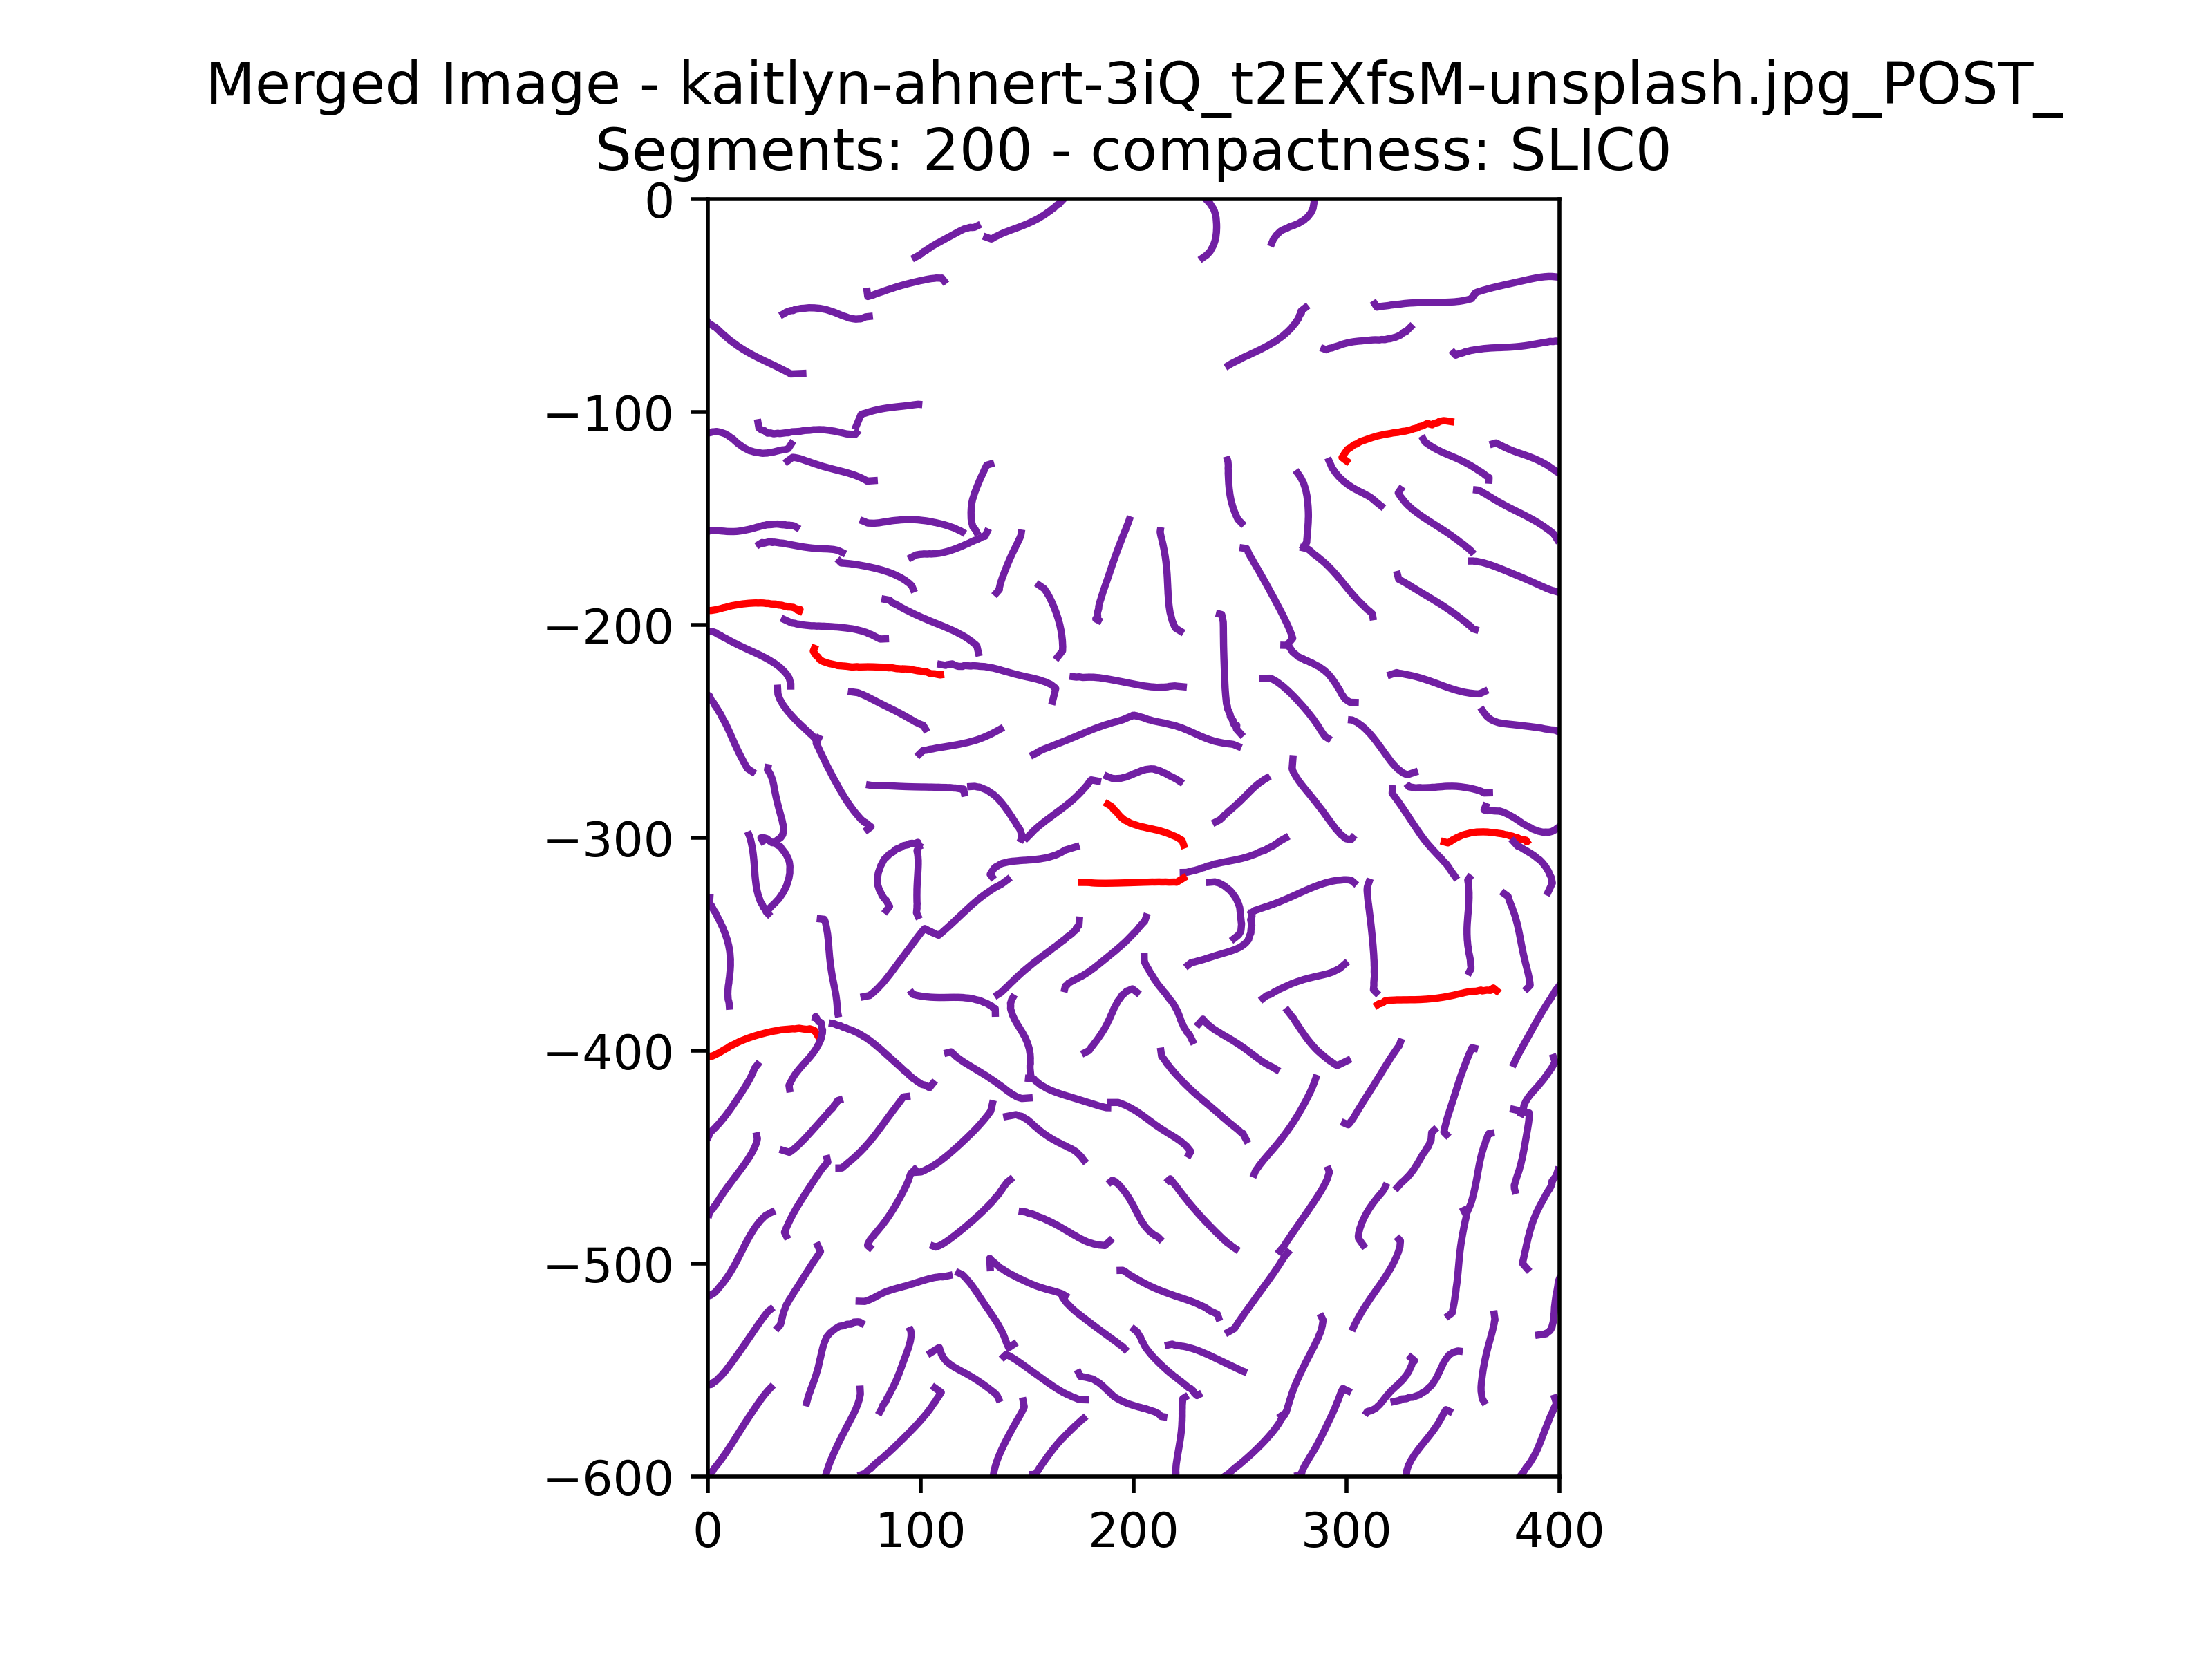 Merged Image - kaitlyn-ahnert-3iQ_t2EXfsM-unsplash.jpg_POST_
Segments: 200 - compactness: SLIC0
0
−100
−200
−300
−400
−500
−600
0 100 200 300 400